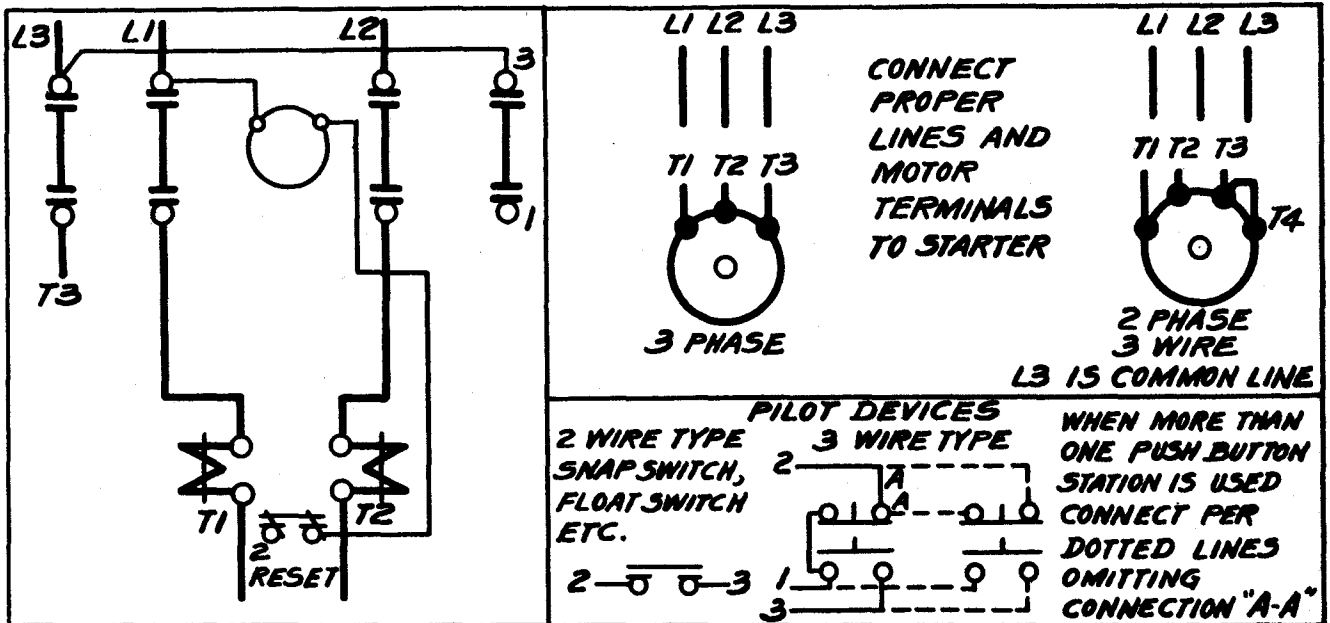 L3 L1 L2
3
1
T3
T1 T2
2
RESET
L1 L2 L3
T1 T2 T3
3 PHASE
CONNECT
PROPER
LINES AND
MOTOR
TERMINALS
TO STARTER
L1 L2 L3
T1 T2 T3
T4
2 PHASE
3 WIRE
L3 IS COMMON LINE
PILOT DEVICES
2 WIRE TYPE
SNAP SWITCH,
FLOAT SWITCH
ETC.
2 3
3 WIRE TYPE
2
A
A
1
3
WHEN MORE THAN
ONE PUSH BUTTON
STATION IS USED
CONNECT PER
DOTTED LINES
OMITTING
CONNECTION "A-A"